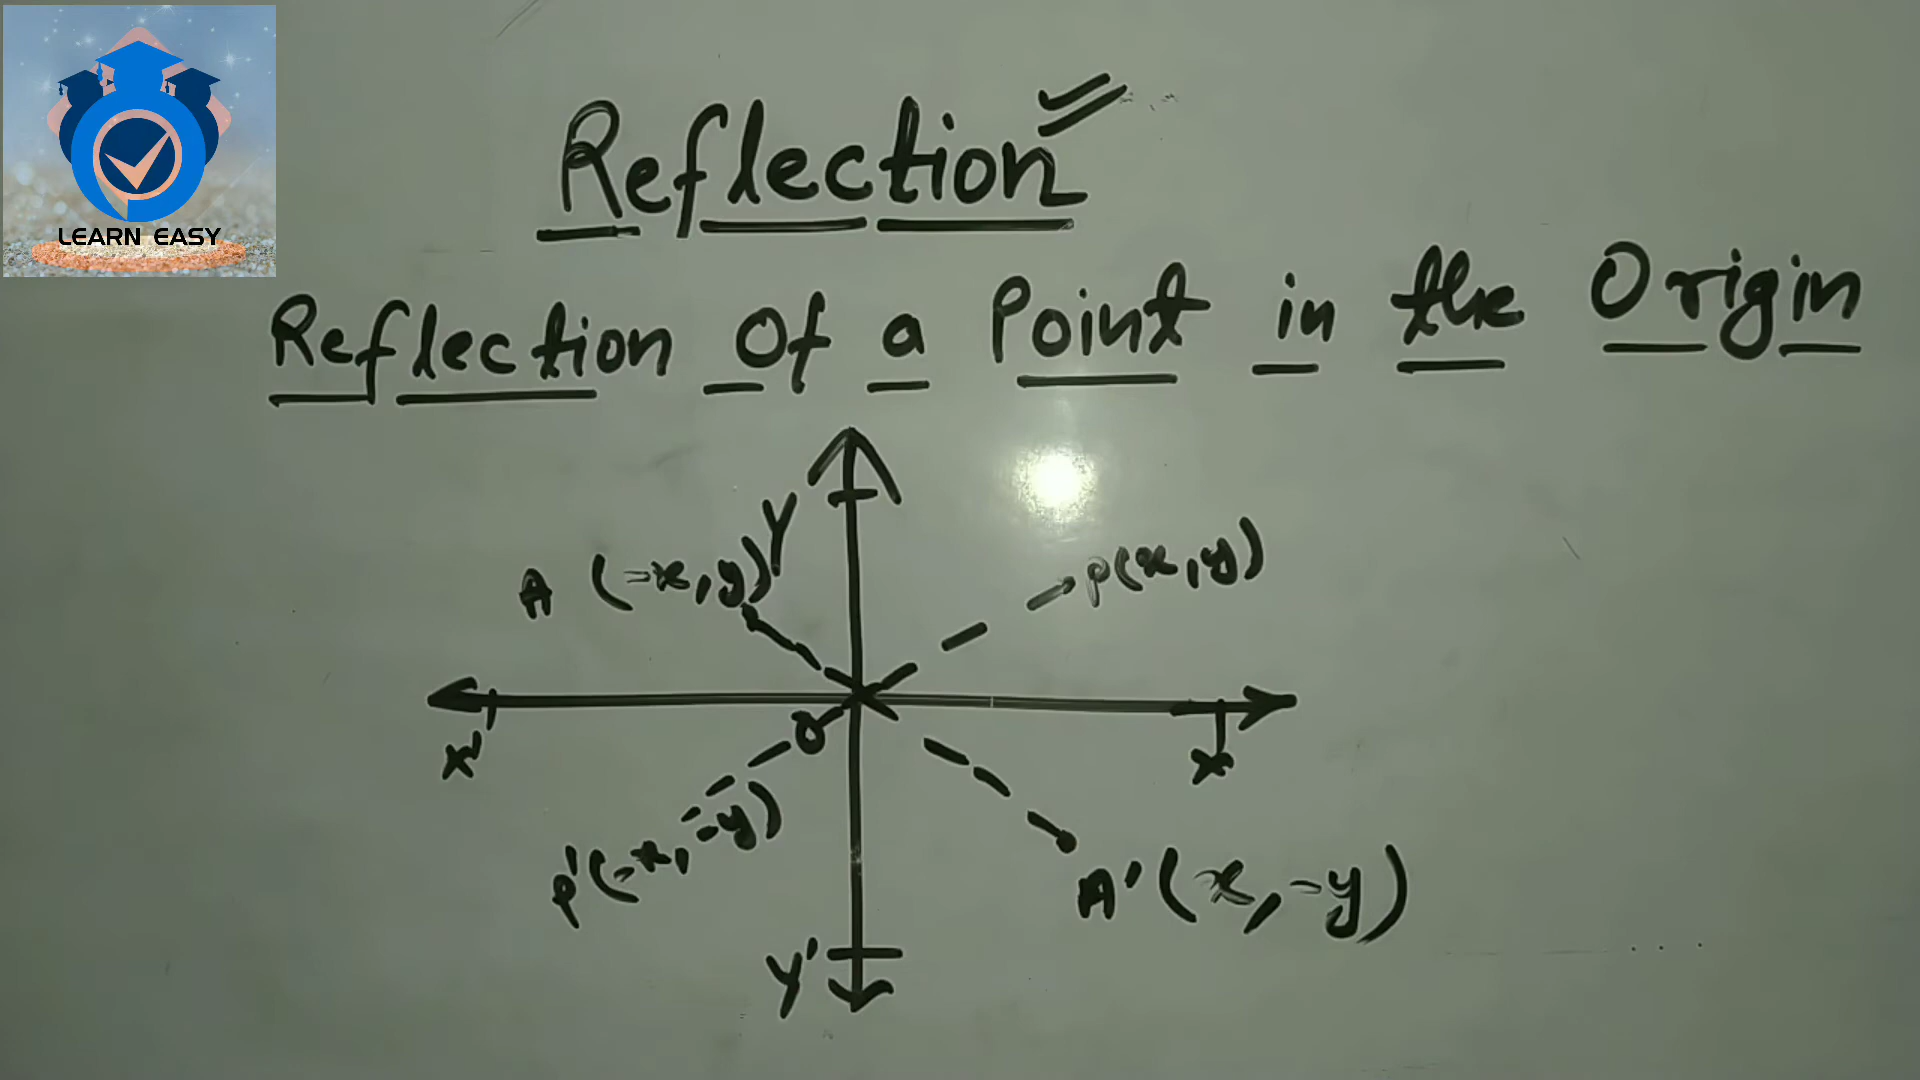 LEARN EASY
Reflection
Reflection Of a Point in the Origin
Y
A (-x, y)
P(x, y)
X'
O
X
P'(-x, -y)
A'(x, -y)
Y'